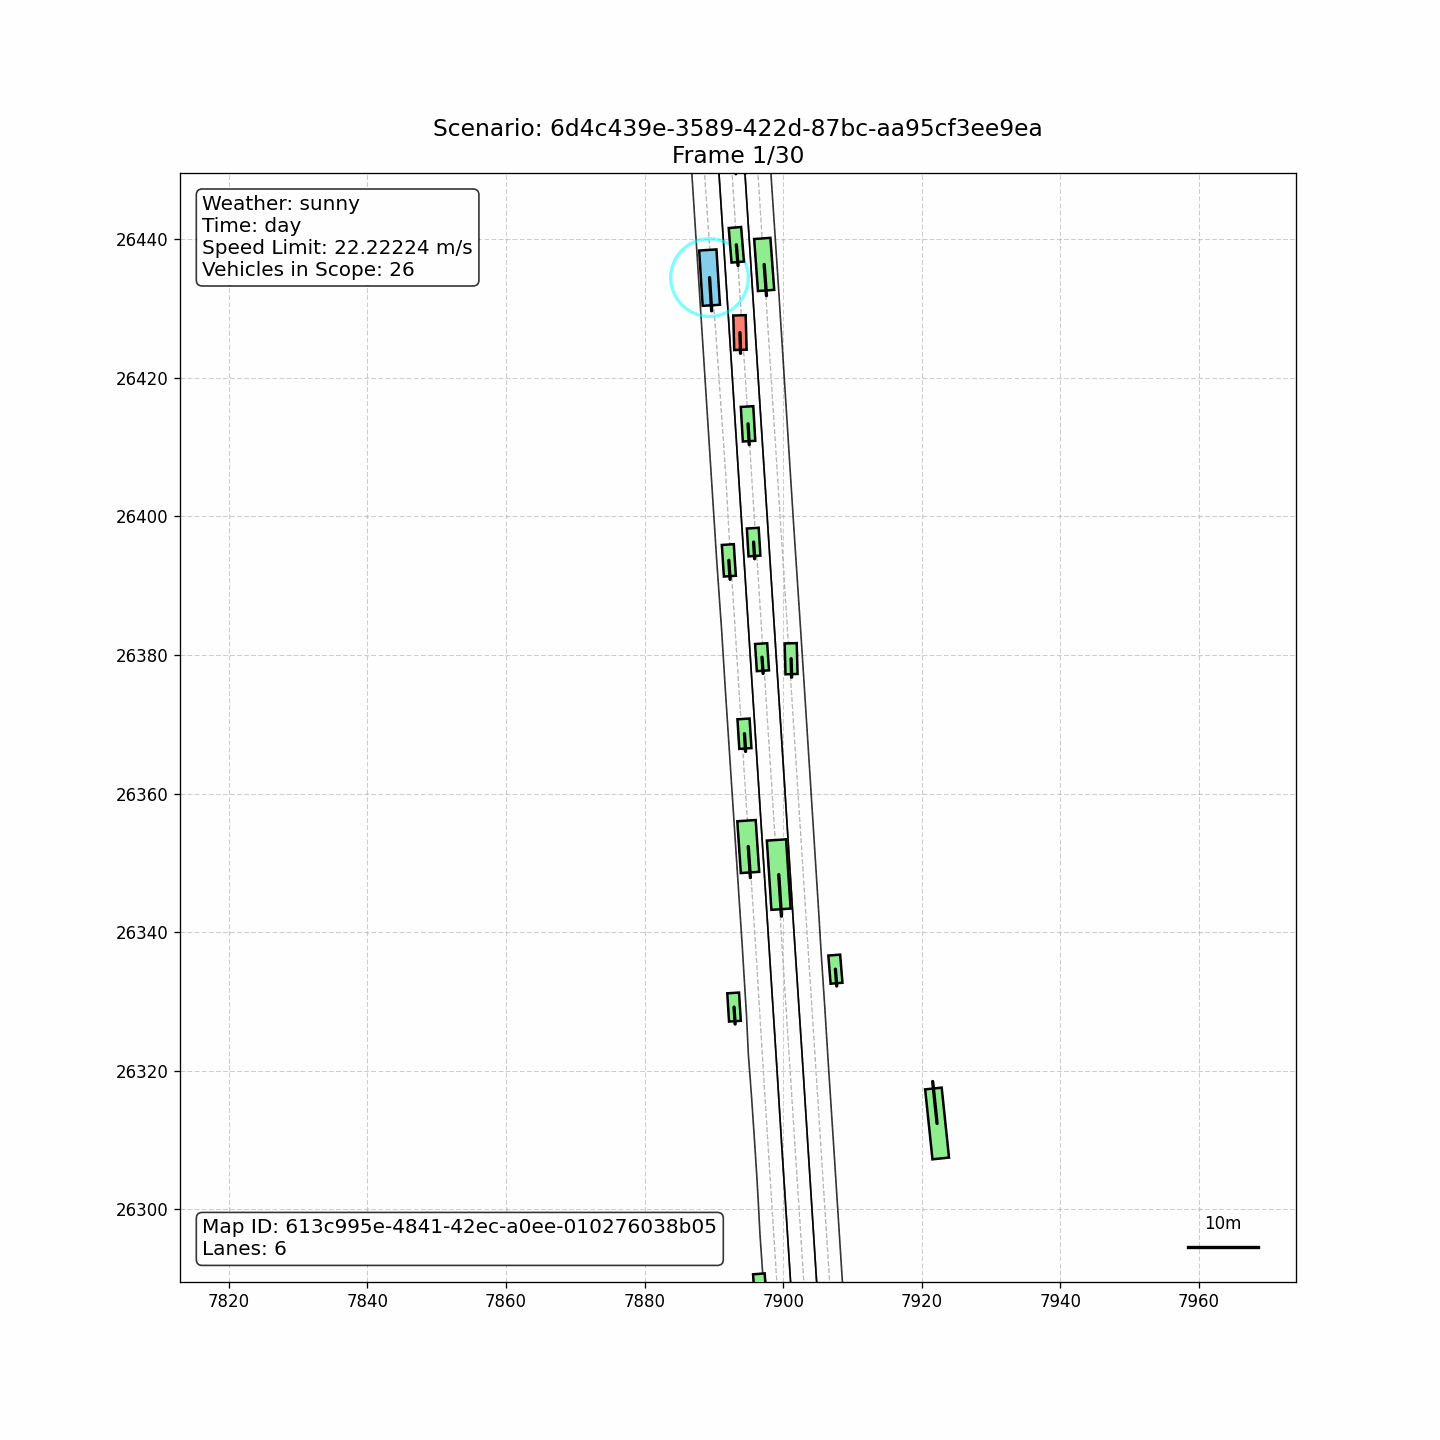 Scenario: 6d4c439e-3589-422d-87bc-aa95cf3ee9ea
Frame 1/30
Weather: sunny
Time: day
Speed Limit: 22.22224 m/s
Vehicles in Scope: 26
26440
26420
26400
26380
26360
26340
26320
26300
Map ID: 613c995e-4841-42ec-a0ee-010276038b05
Lanes: 6
10m
7820 7840 7860 7880 7900 7920 7940 7960